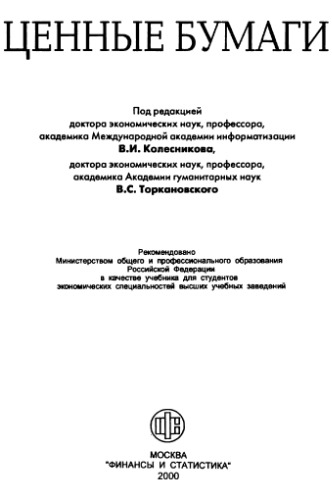 ЦЕННЫЕ БУМАГИ
Под редакцией
доктора экономических наук, профессора,
академика Международной академии информатизации
В.И. Колесникова,
доктора экономических наук, профессора,
академика Академии гуманитарных наук
В.С. Торкановского
Рекомендовано
Министерством общего и профессионального образования
Российской Федерации
в качестве учебника для студентов
экономических специальностей высших учебных заведений
МОСКВА
"ФИНАНСЫ И СТАТИСТИКА"
2000